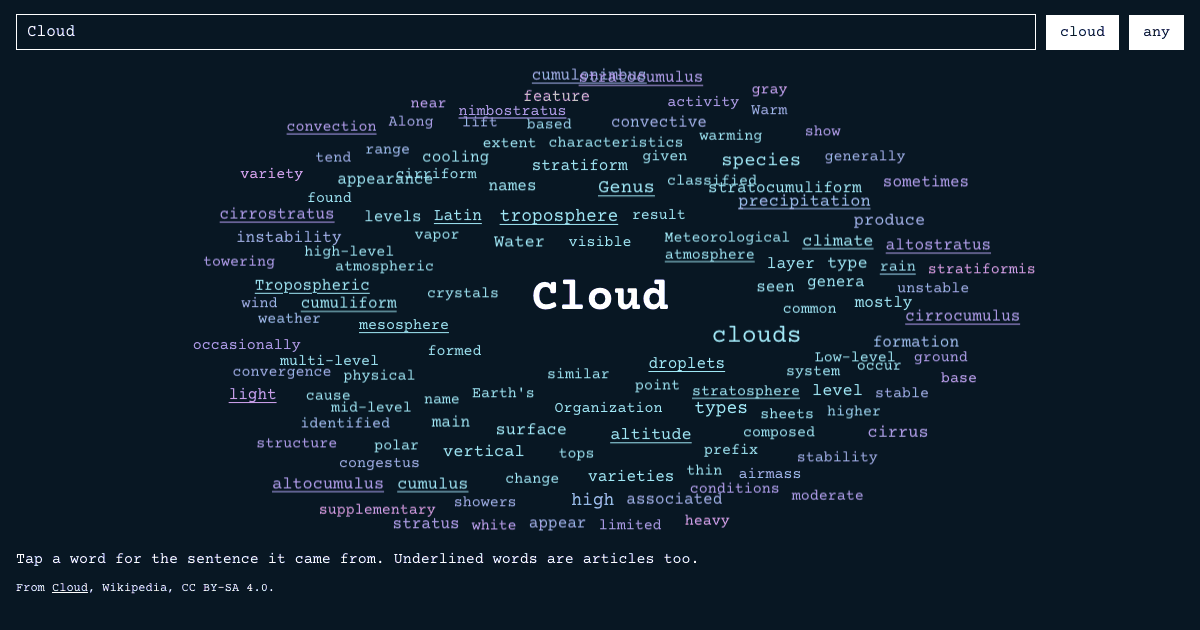 Cloud
cloud
any
cumulonimbus
stratocumulus
gray
feature
near
activity
nimbostratus
Warm
convection
Along
lift
based
convective
show
warming
extent
characteristics
range
tend
cooling
given
species
generally
stratiform
variety
cirriform
appearance
names
Genus
classified
stratocumuliform
sometimes
found
precipitation
cirrostratus
levels
Latin
troposphere
result
produce
instability
vapor
Water
visible
Meteorological
climate
altostratus
high-level
atmosphere
towering
atmospheric
layer
type
rain
stratiformis
Tropospheric
crystals
Cloud
seen
genera
unstable
wind
cumuliform
common
mostly
weather
mesosphere
cirrocumulus
clouds
occasionally
formed
formation
multi-level
droplets
Low-level
ground
convergence
physical
similar
system
occur
base
light
cause
name
Earth's
point
stratosphere
level
stable
mid-level
Organization
types
sheets
higher
identified
main
surface
altitude
composed
cirrus
structure
polar
vertical
tops
prefix
stability
congestus
change
varieties
thin
airmass
altocumulus
cumulus
conditions
moderate
supplementary
showers
high
associated
stratus
white
appear
limited
heavy
Tap a word for the sentence it came from. Underlined words are articles too.
From Cloud, Wikipedia, CC BY-SA 4.0.